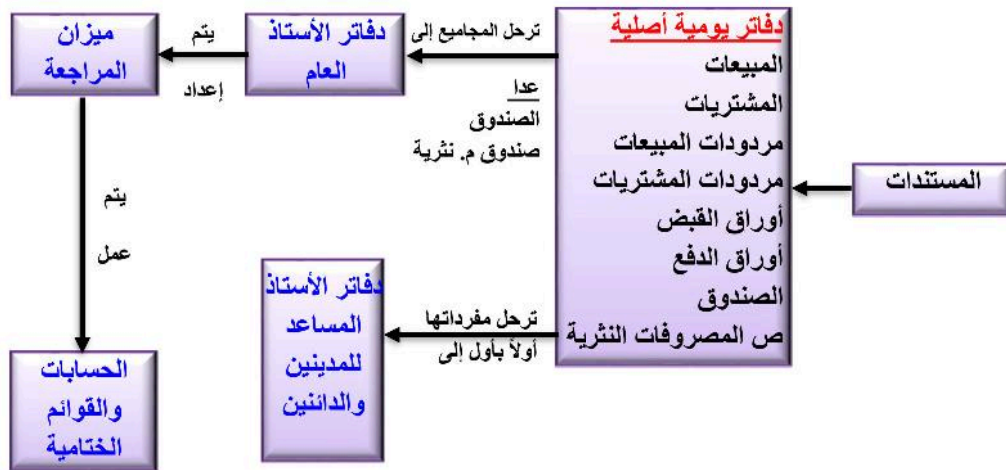 المستندات
دفاتر يومية أصلية
المبيعات
المشتريات
مردودات المبيعات
مردودات المشتريات
أوراق القبض
أوراق الدفع
الصندوق
ص المصروفات النثرية
ترحل المجاميع إلى
عدا
الصندوق
صندوق م. نثرية
دفاتر الأستاذ
العام
يتم
إعداد
ميزان
المراجعة
يتم
عمل
الحسابات
والقوائم
الختامية
ترحل مفرداتها
أولاً بأول إلى
دفاتر الأستاذ
المساعد
للمدينين
والدائنين